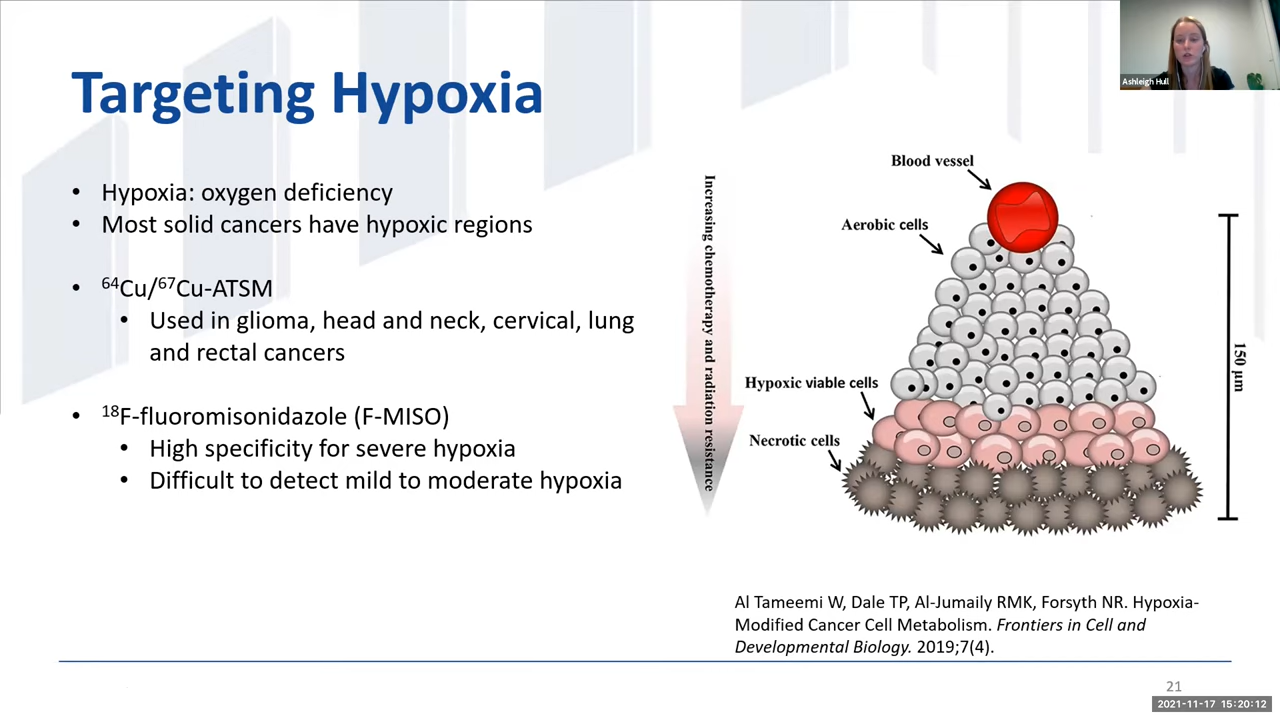 Ashleigh Hull
Targeting Hypoxia
• Hypoxia: oxygen deficiency
• Most solid cancers have hypoxic regions
• ⁶⁴Cu/⁶⁷Cu-ATSM
• Used in glioma, head and neck, cervical, lung
and rectal cancers
• ¹⁸F-fluoromisonidazole (F-MISO)
• High specificity for severe hypoxia
• Difficult to detect mild to moderate hypoxia
Increasing chemotherapy and radiation resistance
Blood vessel
Aerobic cells
Hypoxic viable cells
Necrotic cells
150 µm
Al Tameemi W, Dale TP, Al-Jumaily RMK, Forsyth NR. Hypoxia-
Modified Cancer Cell Metabolism. Frontiers in Cell and
Developmental Biology. 2019;7(4).
21
2021-11-17 15:20:12